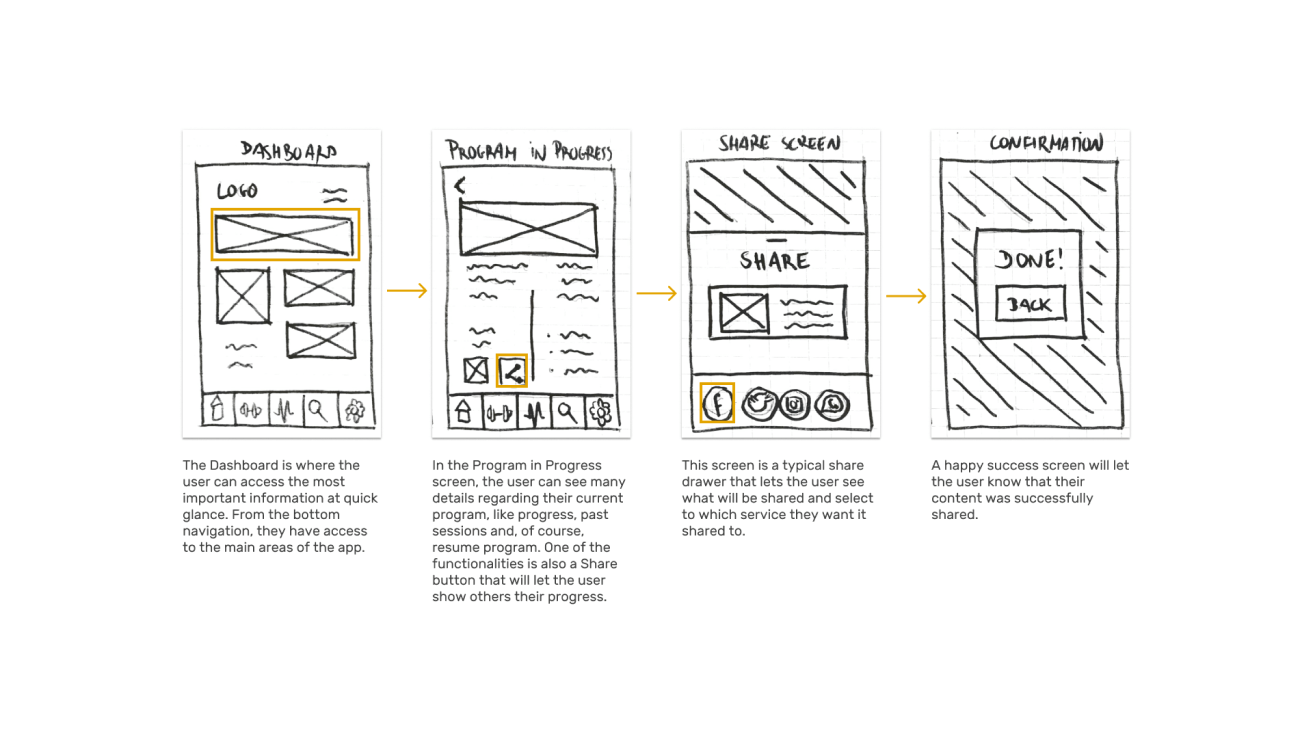 DASHBOARD
LOGO
PROGRAM IN PROGRESS
SHARE SCREEN
SHARE
CONFIRMATION
DONE!
BACK
The Dashboard is where the
user can access the most
important information at quick
glance. From the bottom
navigation, they have access
to the main areas of the app.
In the Program in Progress
screen, the user can see many
details regarding their current
program, like progress, past
sessions and, of course,
resume program. One of the
functionalities is also a Share
button that will let the user
show others their progress.
This screen is a typical share
drawer that lets the user see
what will be shared and select
to which service they want it
shared to.
A happy success screen will let
the user know that their
content was successfully
shared.